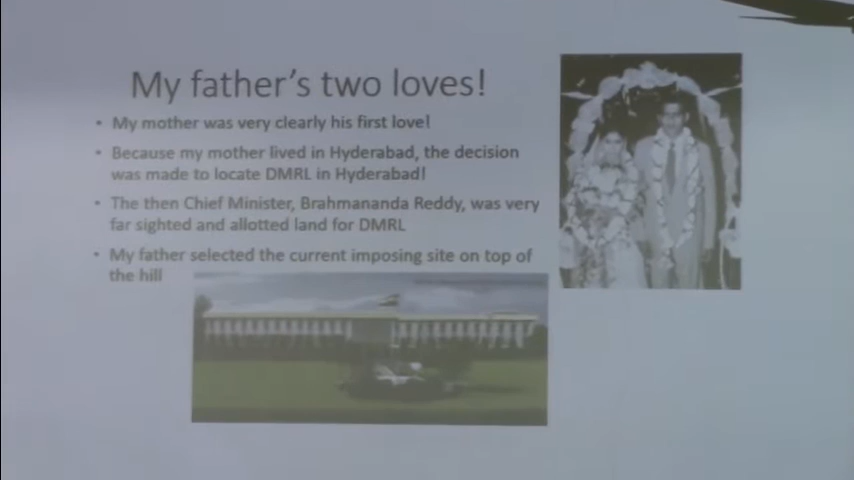 My father's two loves!
• My mother was very clearly his first love!
• Because my mother lived in Hyderabad, the decision
was made to locate DMRL in Hyderabad!
• The then Chief Minister, Brahmananda Reddy, was very
far sighted and allotted land for DMRL
• My father selected the current imposing site on top of
the hill